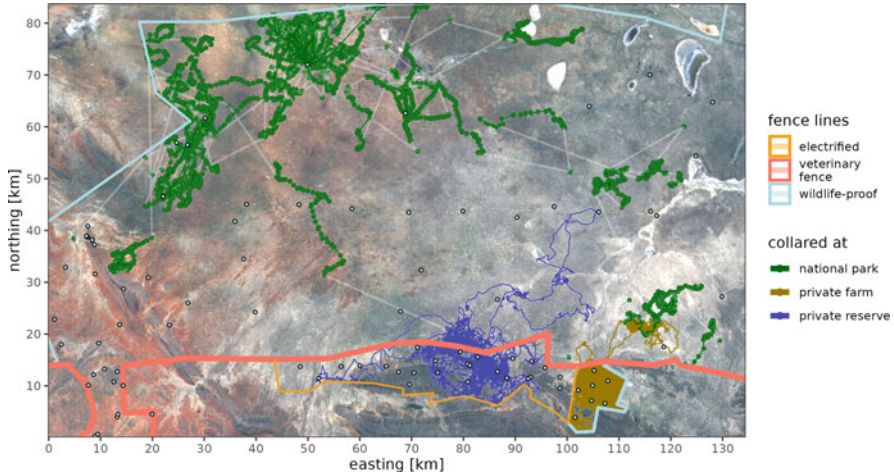 80
70
60
50
40
30
20
10
northing [km]
0
10
20
30
40
50
60
70
80
90
100
110
120
130
easting [km]
fence lines
electrified
veterinary
fence
wildlife-proof
collared at
national park
private farm
private reserve